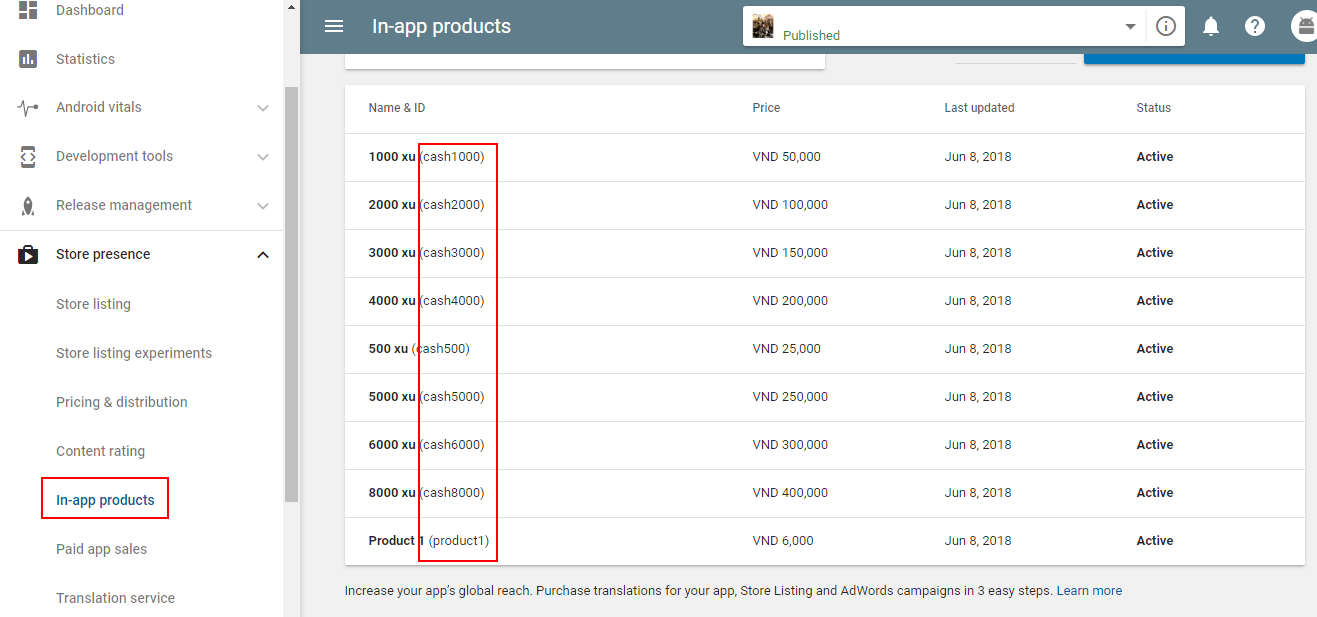 Dashboard
Statistics
Android vitals
Development tools
Release management
Store presence
Store listing
Store listing experiments
Pricing & distribution
Content rating
In-app products
Paid app sales
Translation service
In-app products
Published
Name & ID Price Last updated Status
1000 xu (cash1000) VND 50,000 Jun 8, 2018 Active
2000 xu (cash2000) VND 100,000 Jun 8, 2018 Active
3000 xu (cash3000) VND 150,000 Jun 8, 2018 Active
4000 xu (cash4000) VND 200,000 Jun 8, 2018 Active
500 xu (cash500) VND 25,000 Jun 8, 2018 Active
5000 xu (cash5000) VND 250,000 Jun 8, 2018 Active
6000 xu (cash6000) VND 300,000 Jun 8, 2018 Active
8000 xu (cash8000) VND 400,000 Jun 8, 2018 Active
Product 1 (product1) VND 6,000 Jun 8, 2018 Active
Increase your app's global reach. Purchase translations for your app, Store Listing and AdWords campaigns in 3 easy steps. Learn more